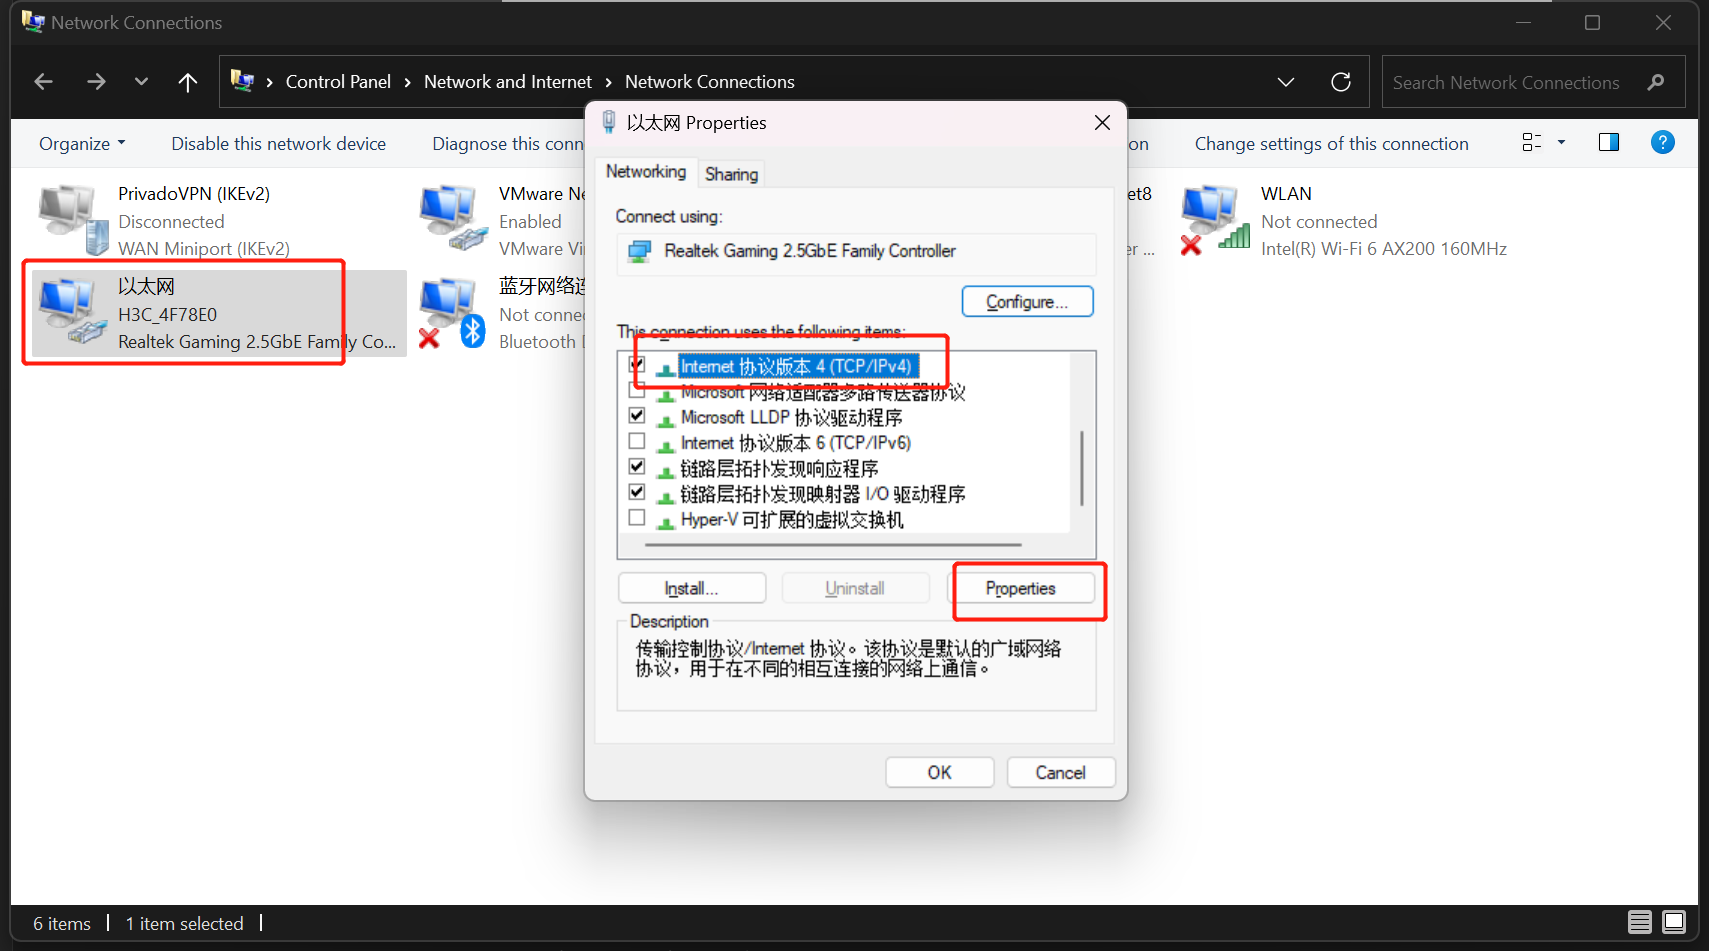 Network Connections
Control Panel > Network and Internet > Network Connections
Search Network Connections
Organize
Disable this network device
Diagnose this conn
on
Change settings of this connection
PrivadoVPN (IKEv2)
Disconnected
WAN Miniport (IKEv2)
VMware Ne
Enabled
VMware Vi
et8
er ...
WLAN
Not connected
Intel(R) Wi-Fi 6 AX200 160MHz
以太网
H3C_4F78E0
Realtek Gaming 2.5GbE Family Co...
蓝牙网络连
Not conne
Bluetooth
以太网 Properties
Networking
Sharing
Connect using:
Realtek Gaming 2.5GbE Family Controller
Configure...
This connection uses the following items:
Internet 协议版本 4 (TCP/IPv4)
Microsoft 网络适配器多路传送器协议
Microsoft LLDP 协议驱动程序
Internet 协议版本 6 (TCP/IPv6)
链路层拓扑发现响应程序
链路层拓扑发现映射器 I/O 驱动程序
Hyper-V 可扩展的虚拟交换机
Install...
Uninstall
Properties
Description
传输控制协议/Internet 协议。该协议是默认的广域网络
协议，用于在不同的相互连接的网络上通信。
OK
Cancel
6 items
1 item selected